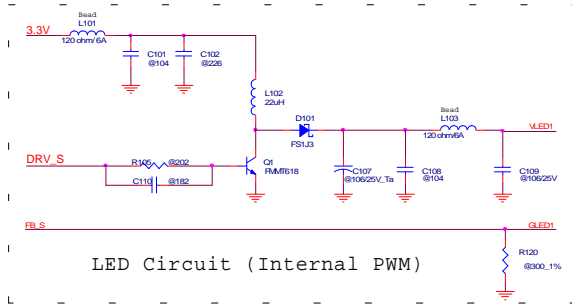 Bead
3.3V
L101
120 ohm/ 6A
C101
@104
C102
@226
L102
22uH
D101
FS1J3
Bead
L103
120 ohm/6A
VLED1
DRV_S
R105
@202
C110
@182
Q1
FMMT618
C107
@106/25V_Ta
C108
@104
C109
@106/25V
FB_S
GLED1
R120
@300_1%
LED Circuit (Internal PWM)